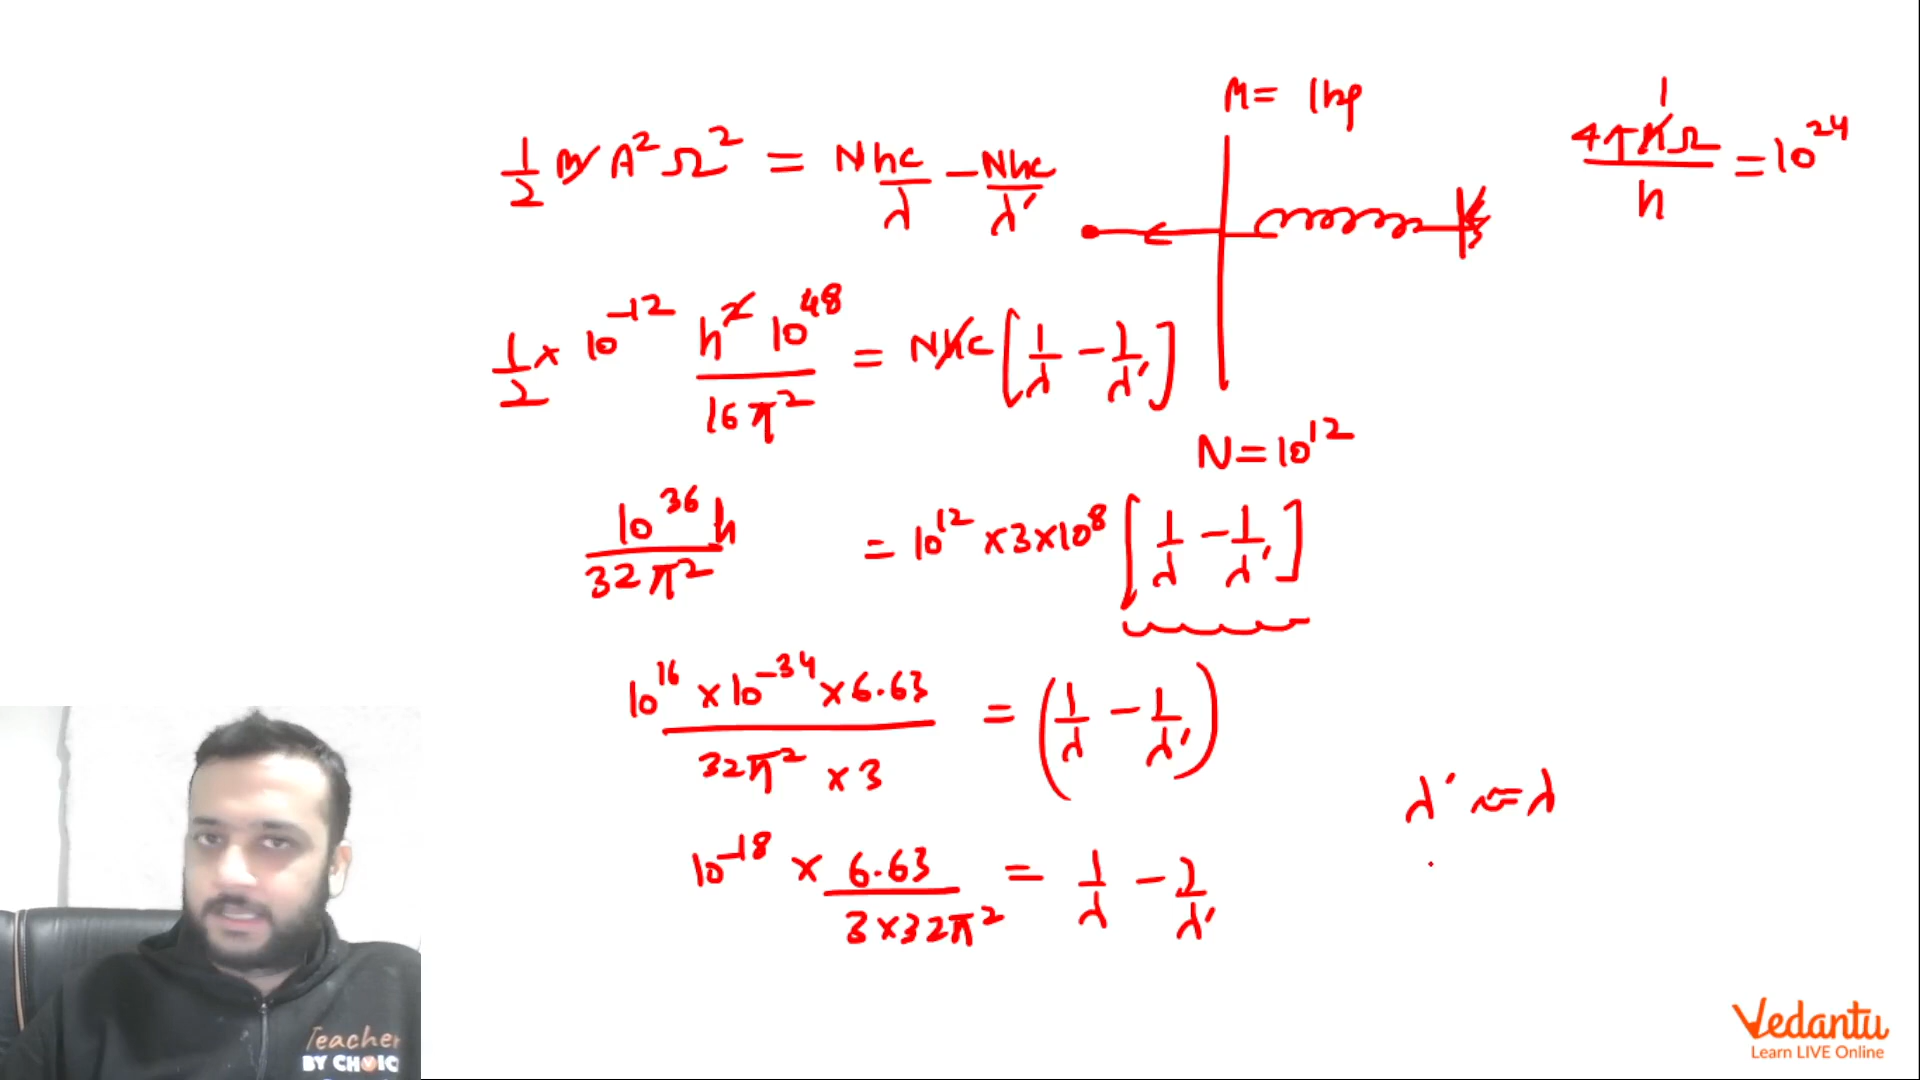 M = 1kg
4πMΩ/h = 10²⁴
1
1/2 M A² Ω² = Nhc/λ - Nhc/λ'
1/2 × 10⁻¹² h² 10⁴⁸/16π² = Nhc [1/λ - 1/λ']
N = 10¹²
10³⁶ h/32π² = 10¹² × 3 × 10⁸ [1/λ - 1/λ']
10¹⁶ × 10⁻³⁴ × 6.63/32π² × 3 = (1/λ - 1/λ')
λ' ≈ λ
10⁻¹⁸ × 6.63/3×32π² = 1/λ - 1/λ'
Teacher
BY CHOIC
Vedantu
Learn LIVE Online